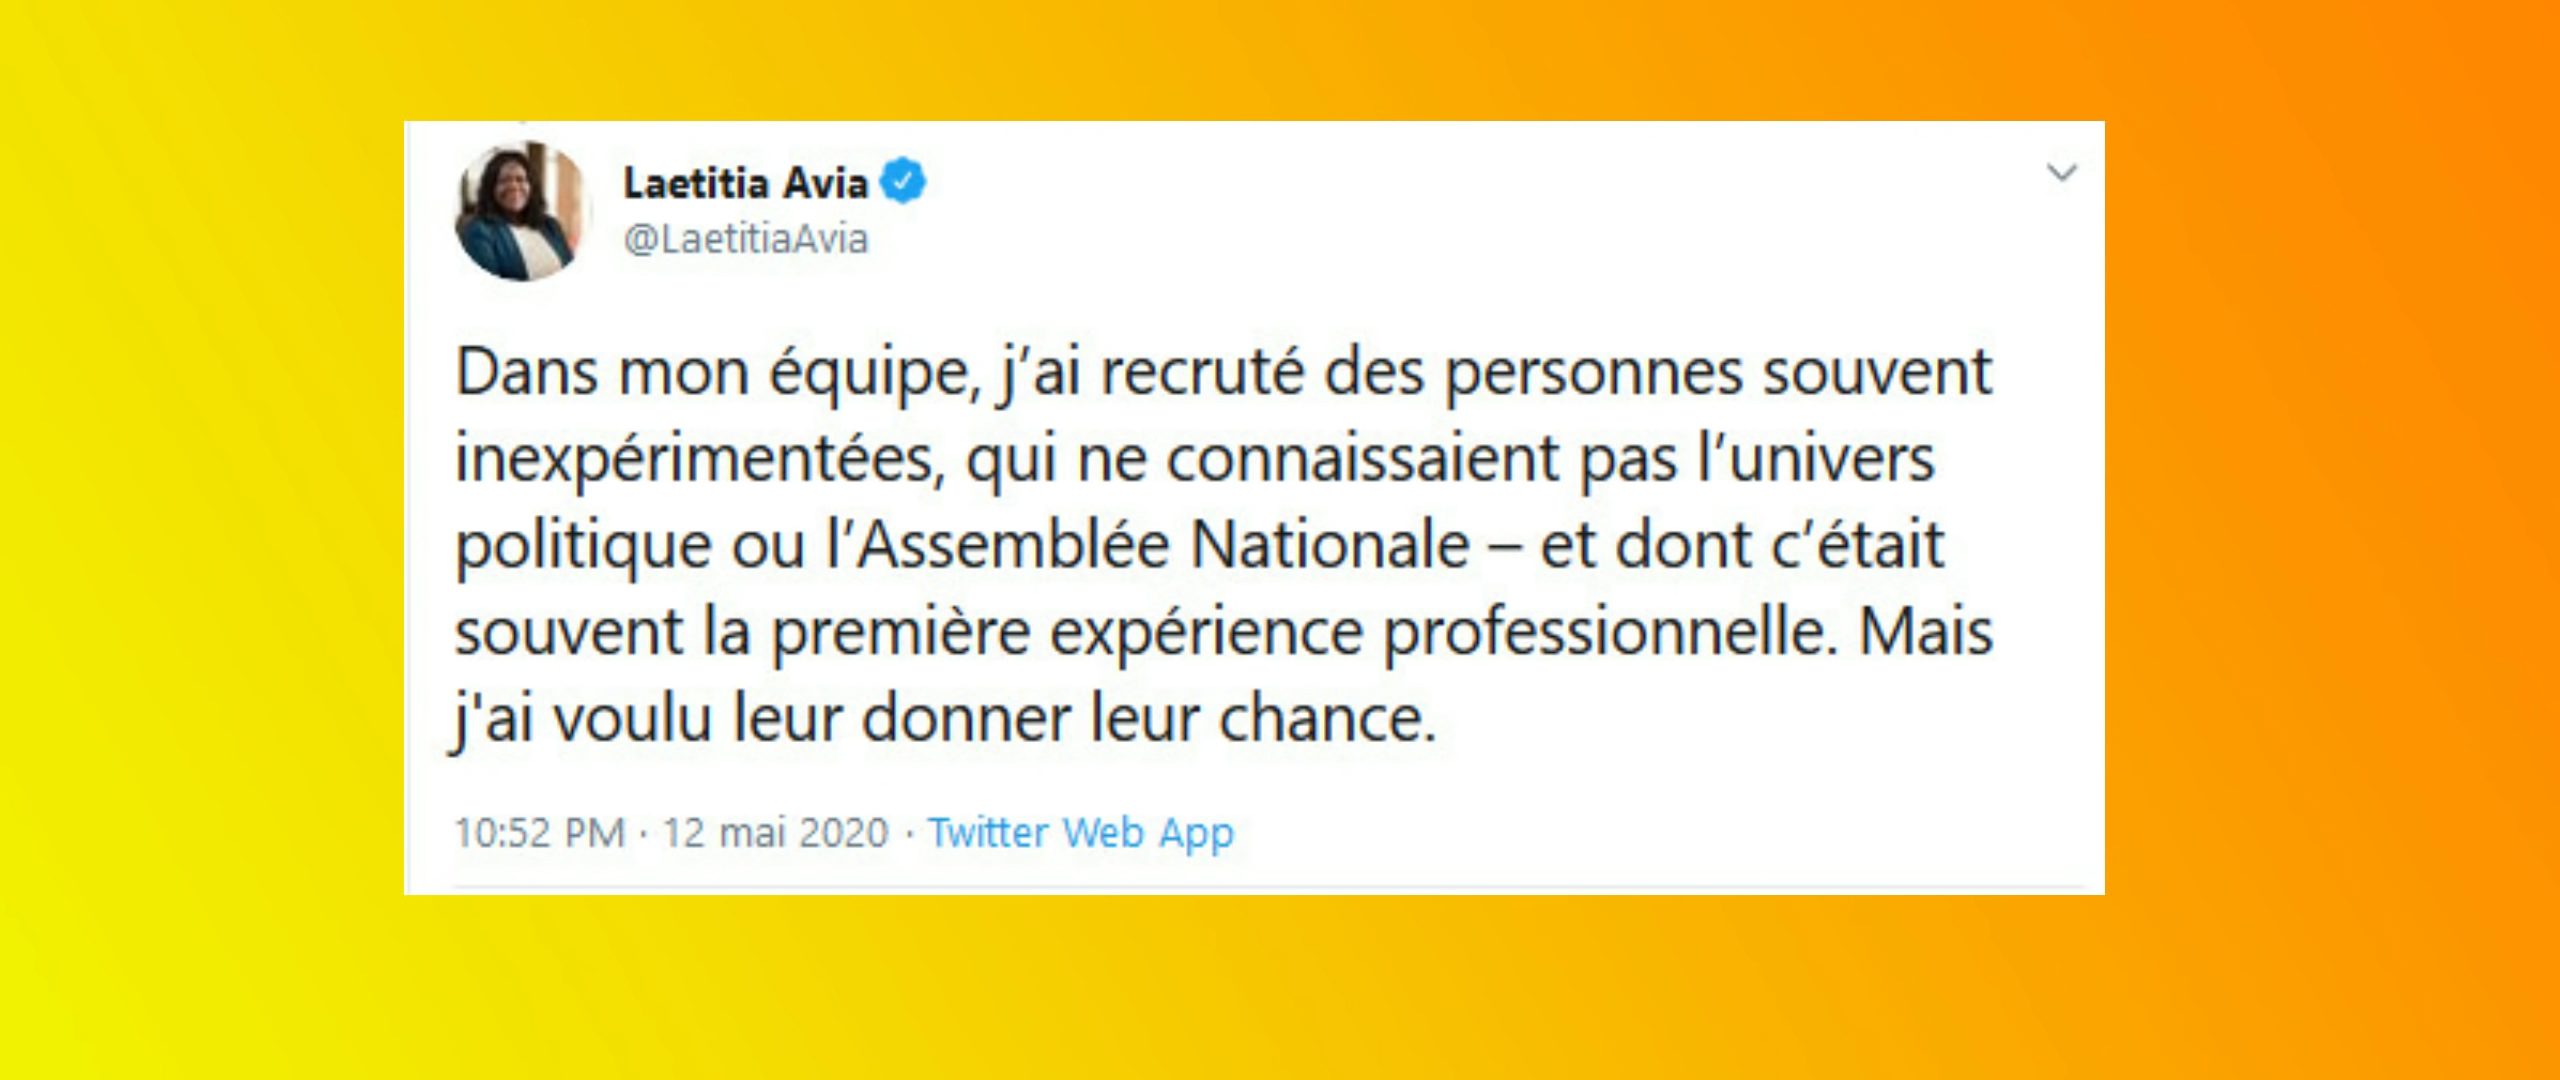 Laetitia Avia
@LaetitiaAvia
Dans mon équipe, j’ai recruté des personnes souvent
inexpérimentées, qui ne connaissaient pas l’univers
politique ou l’Assemblée Nationale – et dont c’était
souvent la première expérience professionnelle. Mais
j'ai voulu leur donner leur chance.
10:52 PM · 12 mai 2020 · Twitter Web App